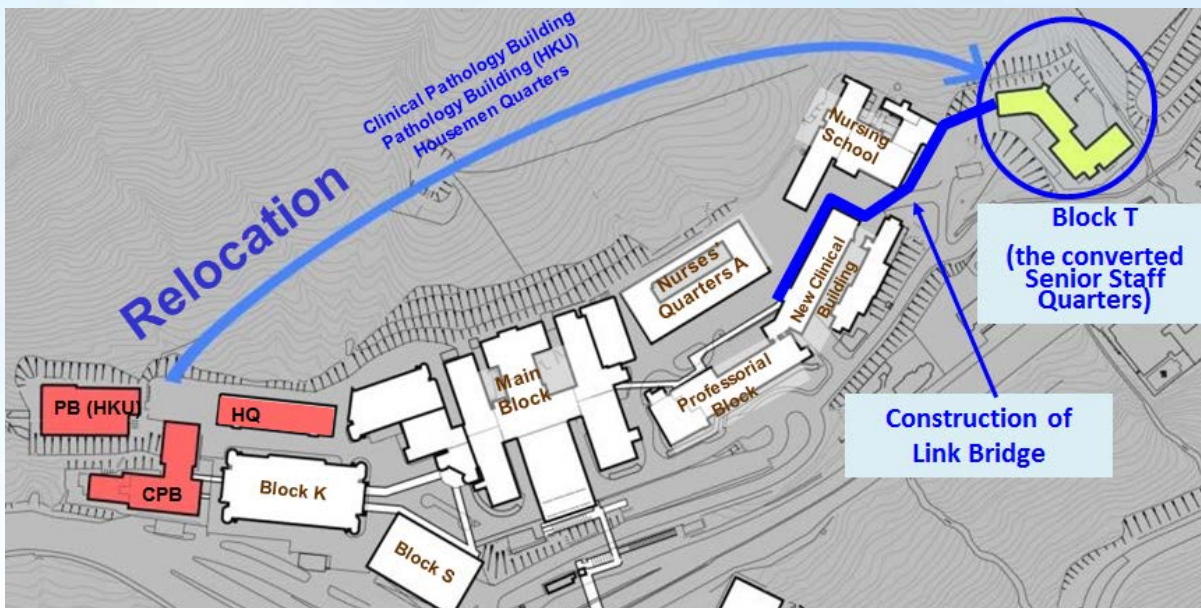 Clinical Pathology Building
Pathology Building (HKU)
Housemen Quarters
Relocation
Nursing
School
Block T
(the converted
Senior Staff
Quarters)
Nurses'
Quarters A
New Clinical
Building
Main
Block
Professorial
Block
Construction of
Link Bridge
PB (HKU)
HQ
CPB
Block K
Block S